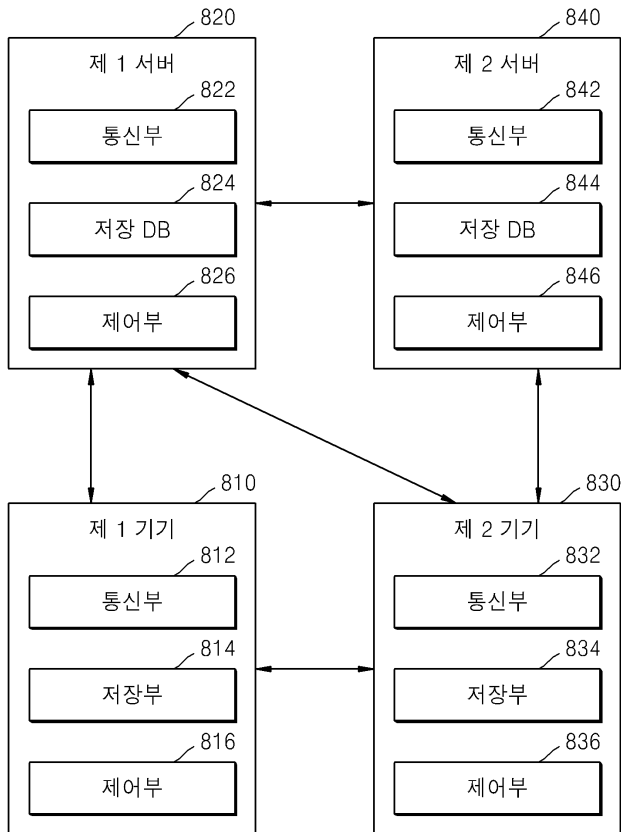 820
제 1 서버
822
통신부
824
저장 DB
826
제어부
840
제 2 서버
842
통신부
844
저장 DB
846
제어부
810
제 1 기기
812
통신부
814
저장부
816
제어부
830
제 2 기기
832
통신부
834
저장부
836
제어부